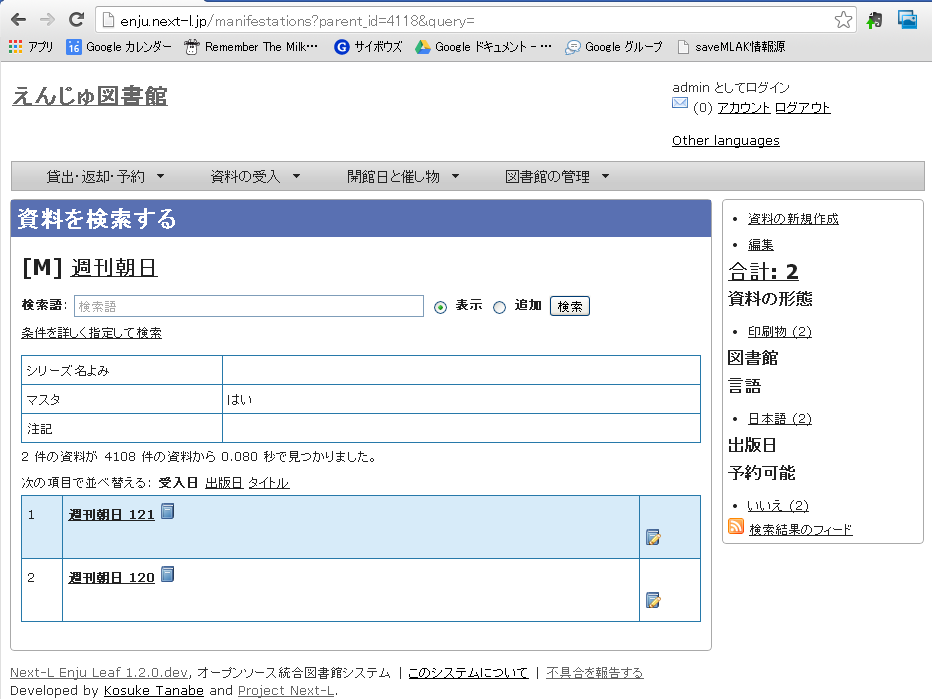 enju.next-l.jp/manifestations?parent_id=4118&query=
アプリ 16 Google カレンダー Remember The Milk… G サイボウズ Google ドキュメント - … Google グループ saveMLAK情報源
えんじゅ図書館
admin としてログイン
(0) アカウント ログアウト
Other languages
貸出・返却・予約 ▼ 資料の受入 ▼ 開館日と催し物 ▼ 図書館の管理 ▼
資料を検索する
[M] 週刊朝日
検索語: 検索語 表示 追加 検索
条件を詳しく指定して検索
シリーズ名よみ
マスタ はい
注記
2 件の資料が 4108 件の資料から 0.080 秒で見つかりました。
次の項目で並べ替える: 受入日 出版日 タイトル
1 週刊朝日 121
2 週刊朝日 120
• 資料の新規作成
• 編集
合計: 2
資料の形態
• 印刷物 (2)
図書館
言語
• 日本語 (2)
出版日
予約可能
• いいえ (2)
検索結果のフィード
Next-L Enju Leaf 1.2.0.dev, オープンソース統合図書館システム | このシステムについて | 不具合を報告する
Developed by Kosuke Tanabe and Project Next-L.